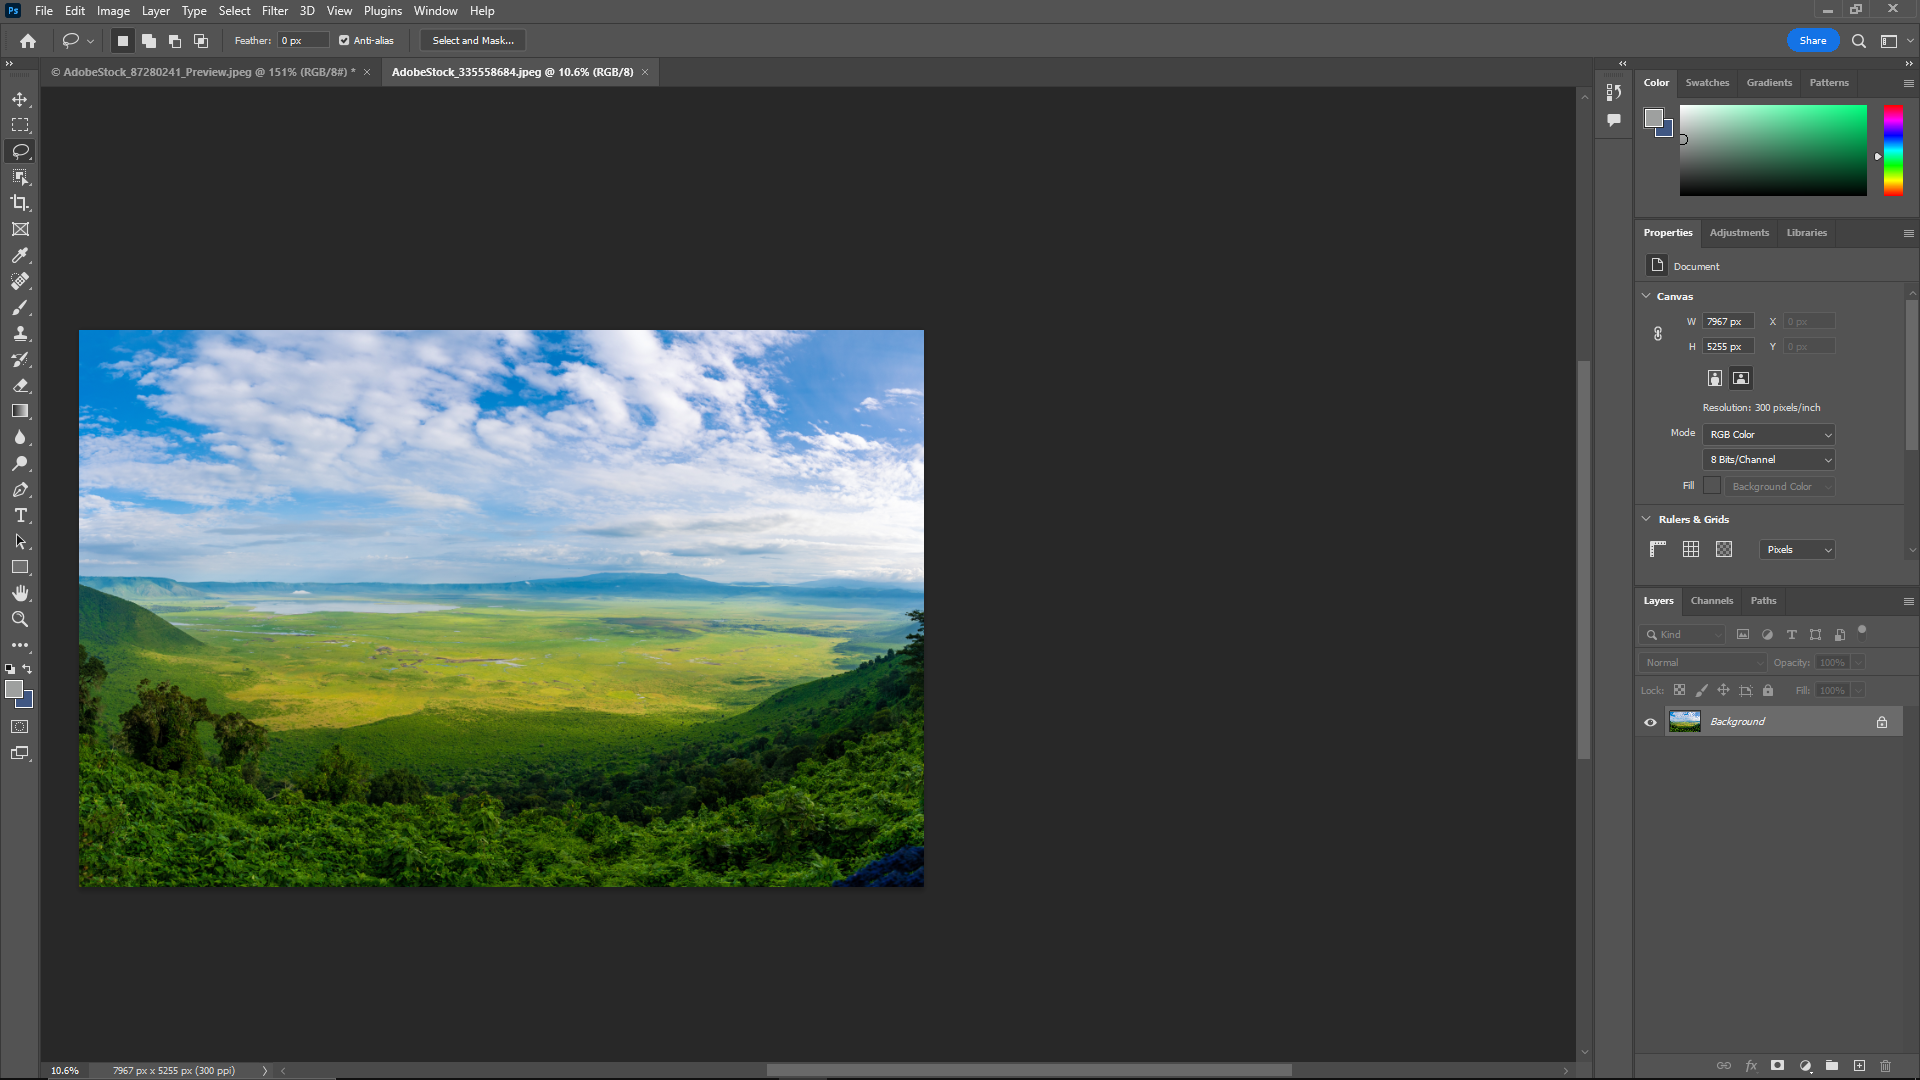 Ps File Edit Image Layer Type Select Filter 3D View Plugins Window Help
Feather: 0 px Anti-alias Select and Mask... Share
© AdobeStock_87280241_Preview.jpeg @ 151% (RGB/8#) * × AdobeStock_335558684.jpeg @ 10.6% (RGB/8) ×
Color Swatches Gradients Patterns
Properties Adjustments Libraries
Document
Canvas
W 7967 px X 0 px
H 5255 px Y 0 px
Resolution: 300 pixels/inch
Mode RGB Color
8 Bits/Channel
Fill Background Color
Rulers & Grids
Pixels
Layers Channels Paths
Kind
Normal Opacity: 100%
Lock: Fill: 100%
Background
10.6% 7967 px x 5255 px (300 ppi)